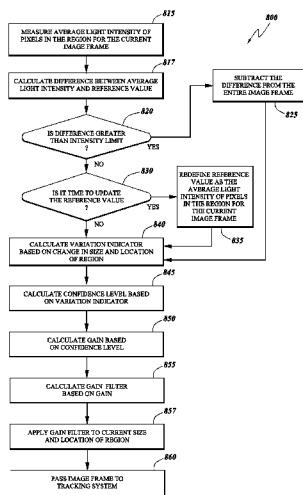 815
800
MEASURE AVERAGE LIGHT INTENSITY OF
PIXELS IN THE REGION FOR THE CURRENT
IMAGE FRAME
817
CALCULATE DIFFERENCE BETWEEN AVERAGE
LIGHT INTENSITY AND REFERENCE VALUE
SUBTRACT THE
DIFFERENCE FROM THE
ENTIRE IMAGE FRAME
825
820
IS DIFFERENCE GREATER
THAN INTENSITY LIMIT
?
YES
NO
830
IS IT TIME TO UPDATE
THE REFERENCE VALUE
?
YES
NO
REDEFINE REFERENCE
VALUE AS THE
AVERAGE LIGHT
INTENSITY OF PIXELS
IN THE REGION FOR THE
CURRENT IMAGE FRAME
835
840
CALCULATE VARIATION INDICATOR
BASED ON CHANGE IN SIZE AND LOCATION OF
REGION
845
CALCULATE CONFIDENCE LEVEL BASED
ON VARIATION INDICATOR
850
CALCULATE GAIN BASED
ON CONFIDENCE LEVEL
855
CALCULATE GAIN FILTER
BASED ON GAIN
857
APPLY GAIN FILTER TO CURRENT SIZE
AND LOCATION OF REGION
860
PASS IMAGE FRAME TO
TRACKING SYSTEM